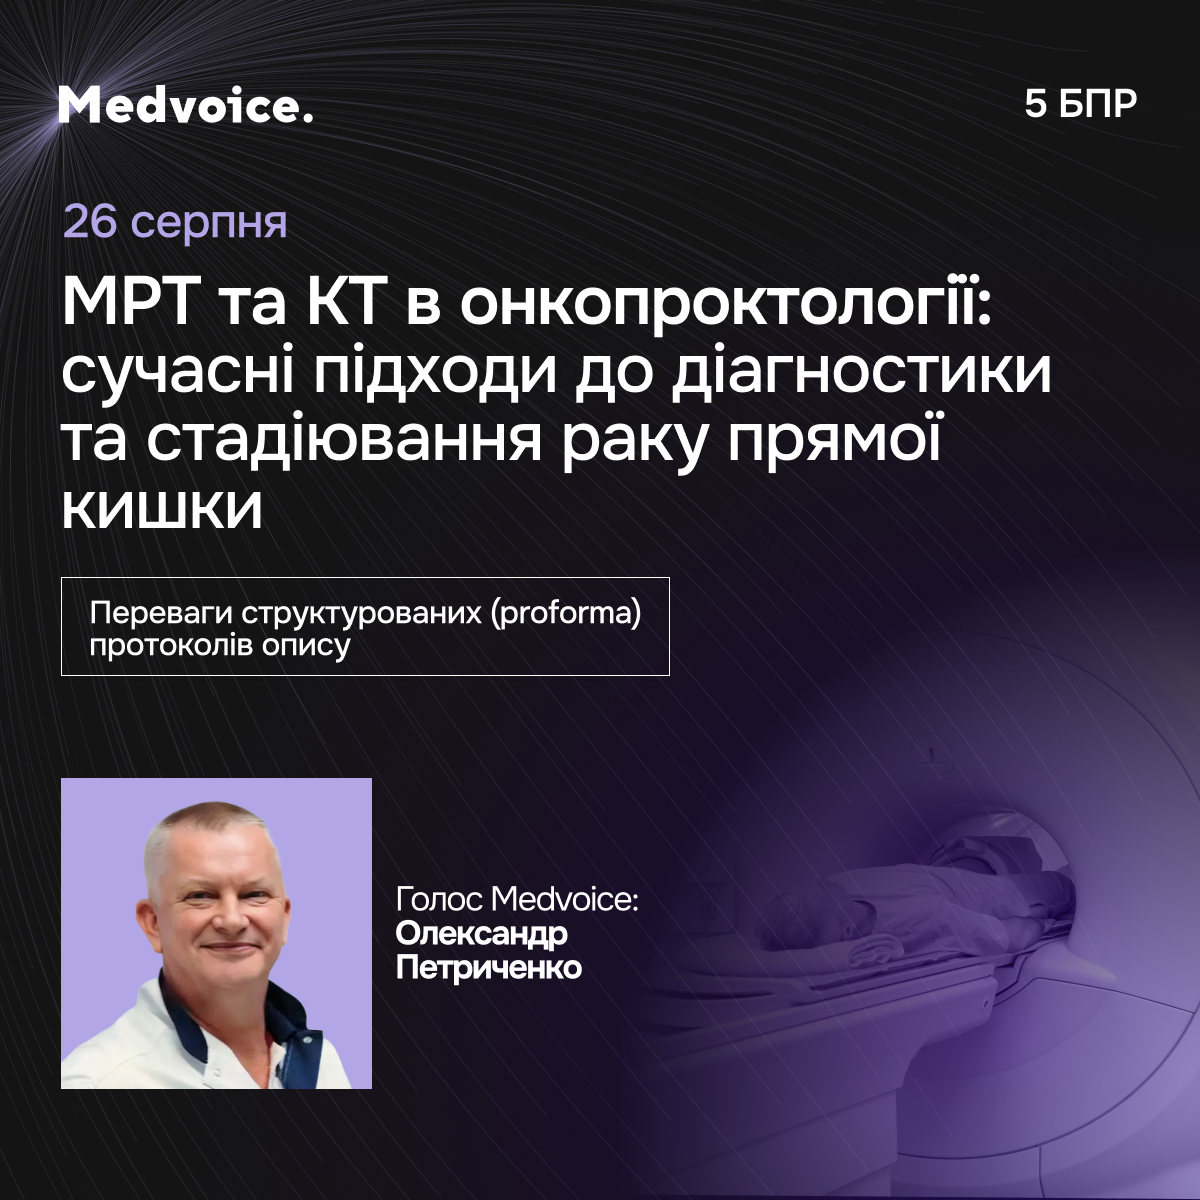 Medvoice.
5 БПР
26 серпня
МРТ та КТ в онкопроктології:
сучасні підходи до діагностики
та стадіювання раку прямої
кишки
Переваги структурованих (proforma)
протоколів опису
Голос Medvoice:
Олександр
Петриченко